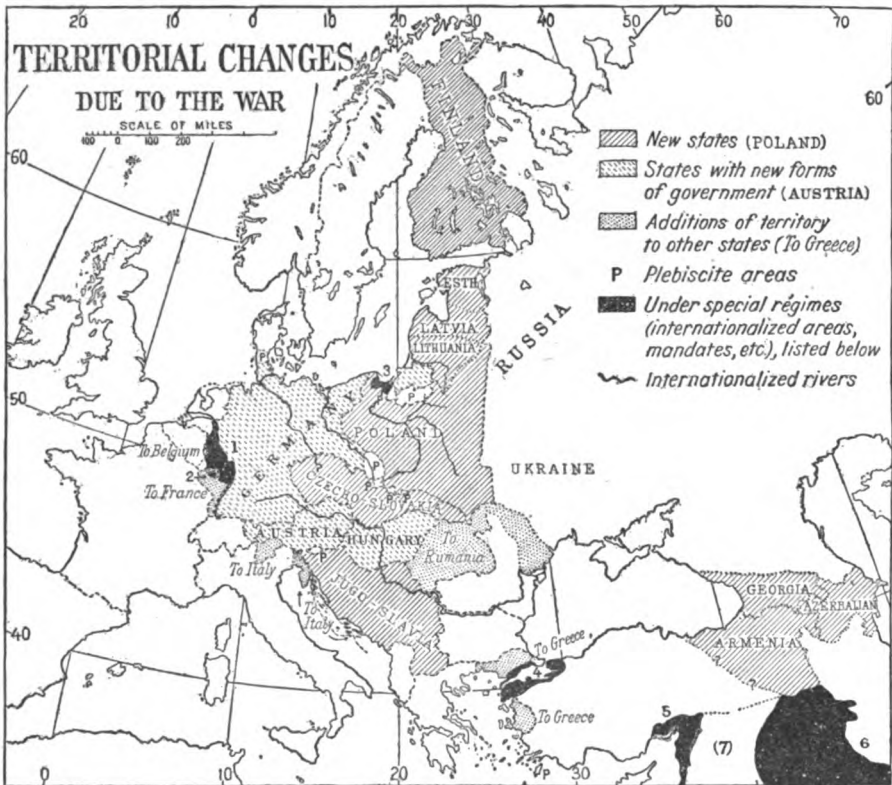 20 10 0 10 20 30 40 50 60 70
TERRITORIAL CHANGES
DUE TO THE WAR
SCALE OF MILES
100 0 100 200
60
60
50
40
New states (POLAND)
States with new forms
of government (AUSTRIA)
Additions of territory
to other states (To Greece)
P Plebiscite areas
Under special régimes
(internationalized areas,
mandates, etc.), listed below
Internationalized rivers
FINLAND
ESTH.
LATVIA
LITHUANIA
RUSSIA
3
P
P
GERMANY
POLAND
1
To Belgium
2
To France
P
P
P P
CZECHO-SLOVAKIA
UKRAINE
AUSTRIA
HUNGARY
To
Rumania
To Italy
P
To
Italy
JUGO-SLAVIA
GEORGIA
AZERBAIJAN
ARMENIA
?
To Greece
4
To Greece
5
(7)
6
P
0 10 20 30